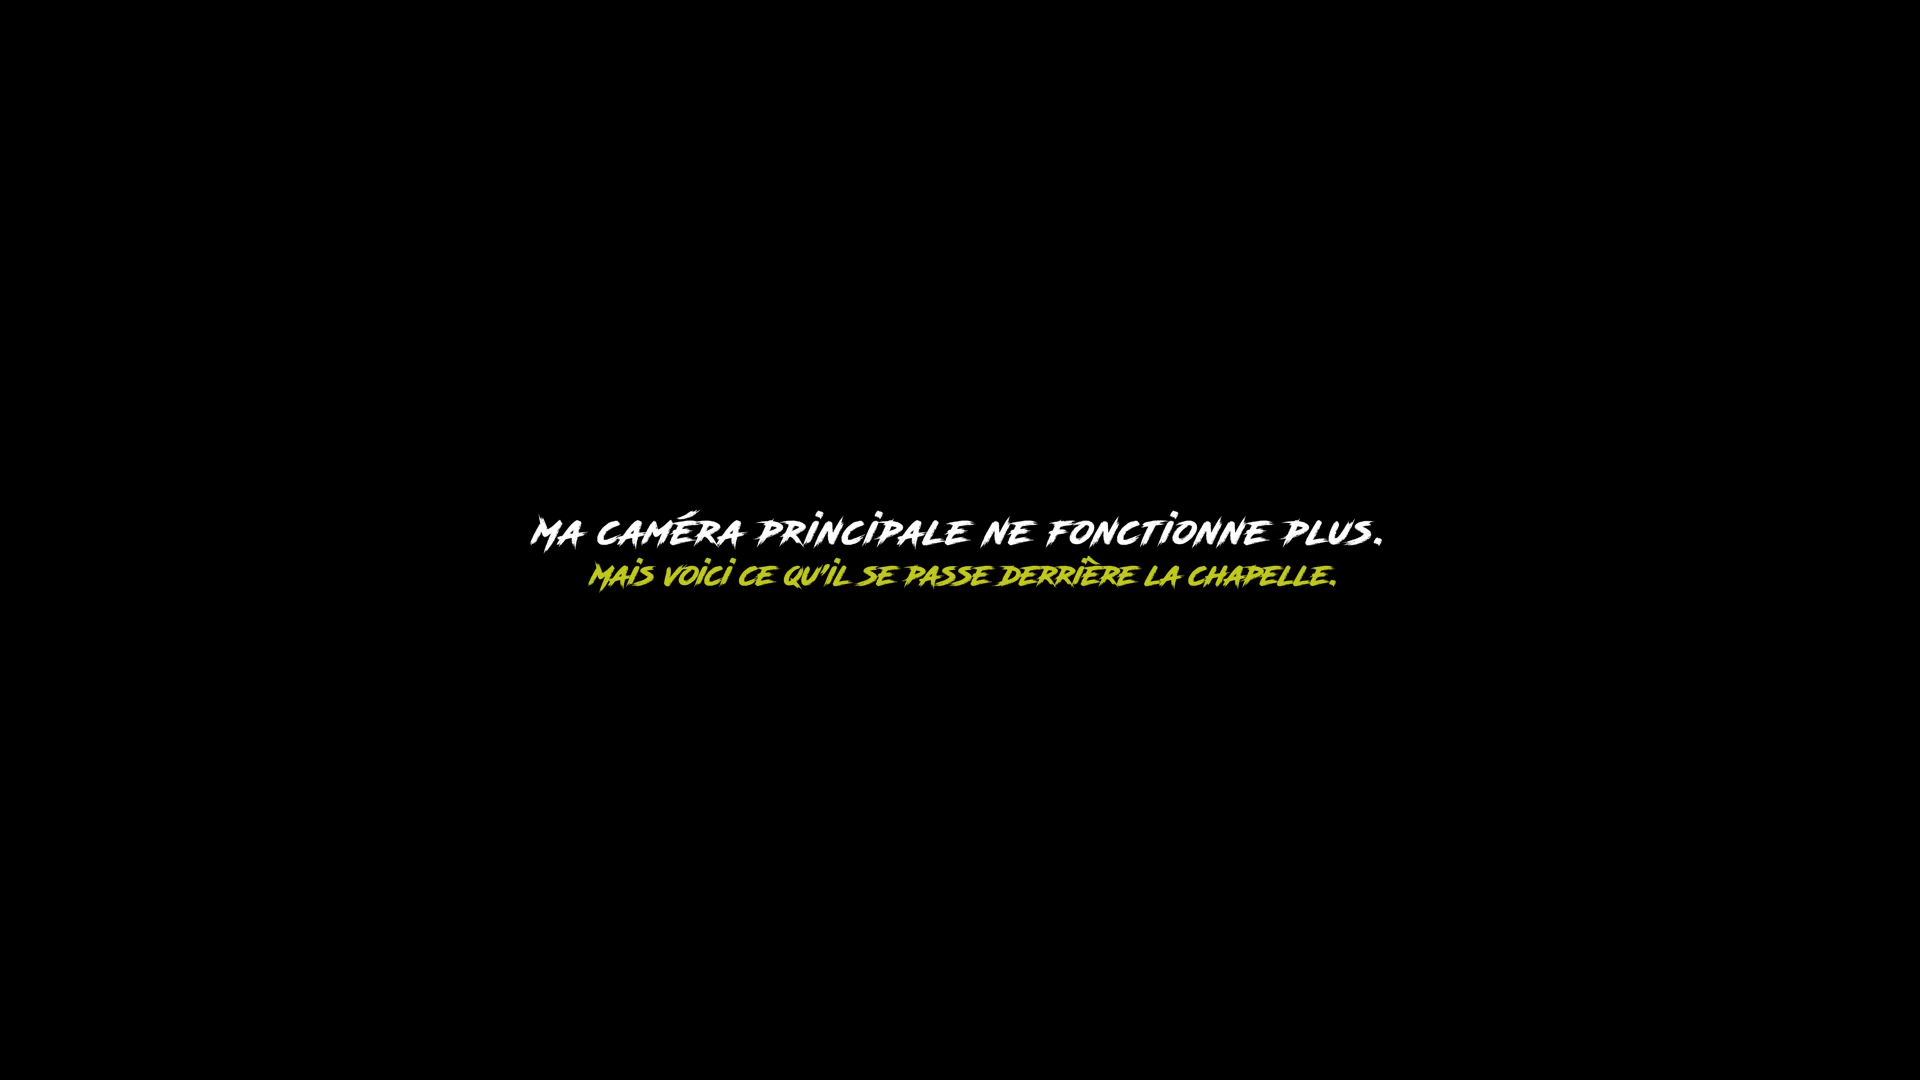 MA CAMÉRA PRINCIPALE NE FONCTIONNE PLUS.
MAIS VOICI CE QU'IL SE PASSE DERRIÈRE LA CHAPELLE.